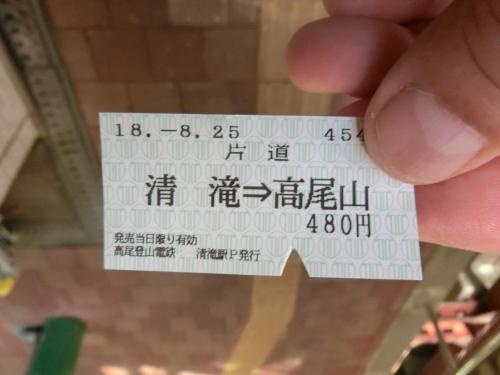 18.-8.25 454
片道
清滝⇒高尾山
480円
発売当日限り有効
高尾登山電鉄 清滝駅P発行